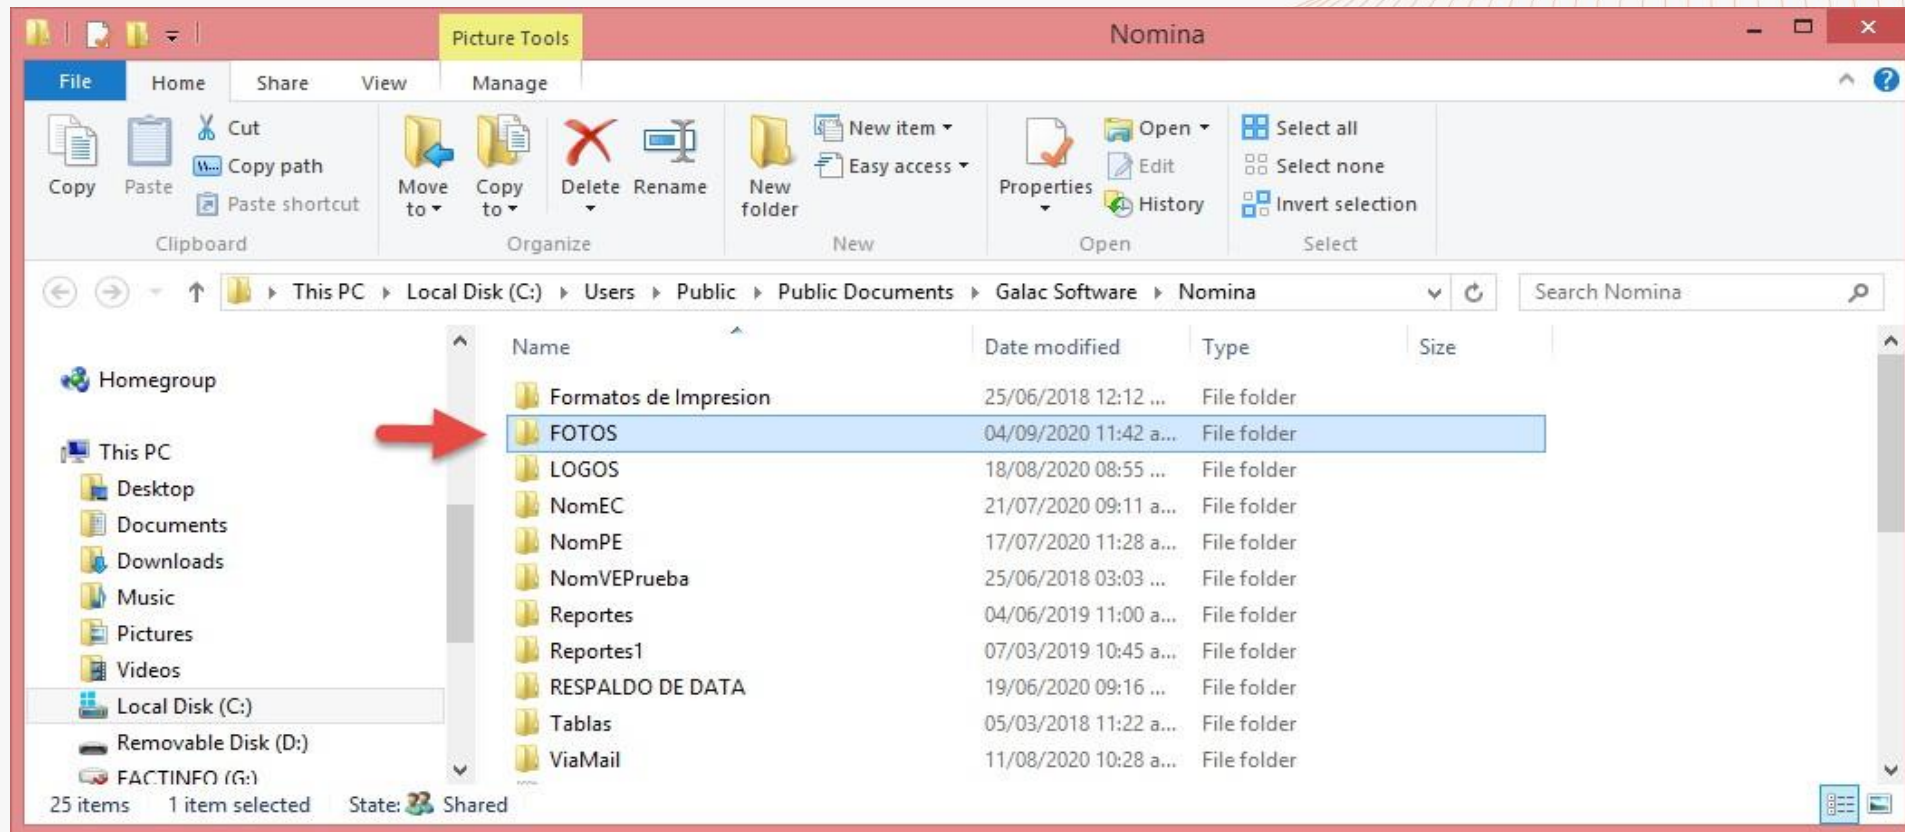 Picture Tools
Nomina
File Home Share View Manage
Copy
Paste
Cut
Copy path
Paste shortcut
Clipboard
Move to
Copy to
Delete
Rename
Organize
New folder
New item
Easy access
New
Properties
Open
Edit
History
Open
Select all
Select none
Invert selection
Select
This PC Local Disk (C:) Users Public Public Documents Galac Software Nomina
Search Nomina
Homegroup
This PC
Desktop
Documents
Downloads
Music
Pictures
Videos
Local Disk (C:)
Removable Disk (D:)
FACTINFO (G:)
Name Date modified Type Size
Formatos de Impresion 25/06/2018 12:12 ... File folder
FOTOS 04/09/2020 11:42 a... File folder
LOGOS 18/08/2020 08:55 ... File folder
NomEC 21/07/2020 09:11 a... File folder
NomPE 17/07/2020 11:28 a... File folder
NomVEPrueba 25/06/2018 03:03 ... File folder
Reportes 04/06/2019 11:00 a... File folder
Reportes1 07/03/2019 10:45 a... File folder
RESPALDO DE DATA 19/06/2020 09:16 ... File folder
Tablas 05/03/2018 11:22 a... File folder
ViaMail 11/08/2020 10:28 a... File folder
25 items 1 item selected State: Shared